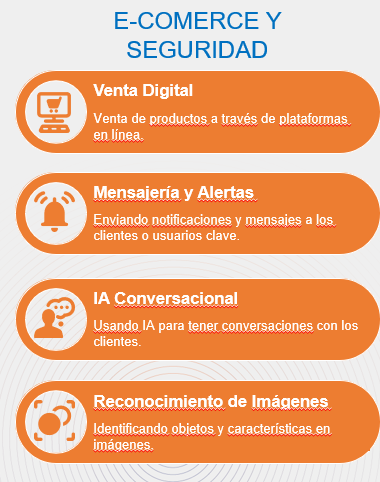 E-COMERCE Y
SEGURIDAD
Venta Digital
Venta de productos a través de plataformas
en línea.
Mensajería y Alertas
Enviando notificaciones y mensajes a los
clientes o usuarios clave.
IA Conversacional
Usando IA para tener conversaciones con los
clientes.
Reconocimiento de Imágenes
Identificando objetos y características en
imágenes.